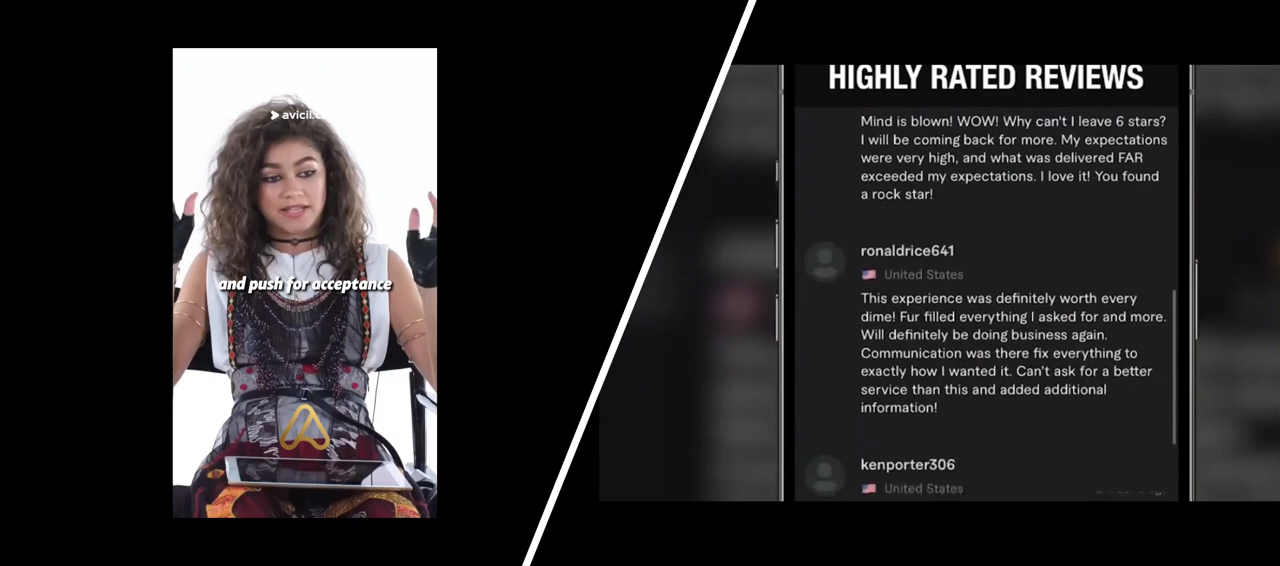 avicii.c
and push for acceptance
HIGHLY RATED REVIEWS
Mind is blown! WOW! Why can't I leave 6 stars?
I will be coming back for more. My expectations
were very high, and what was delivered FAR
exceeded my expectations. I love it! You found
a rock star!
ronaldrice641
United States
This experience was definitely worth every
dime! Fur filled everything I asked for and more.
Will definitely be doing business again.
Communication was there fix everything to
exactly how I wanted it. Can't ask for a better
service than this and added additional
information!
kenporter306
United States